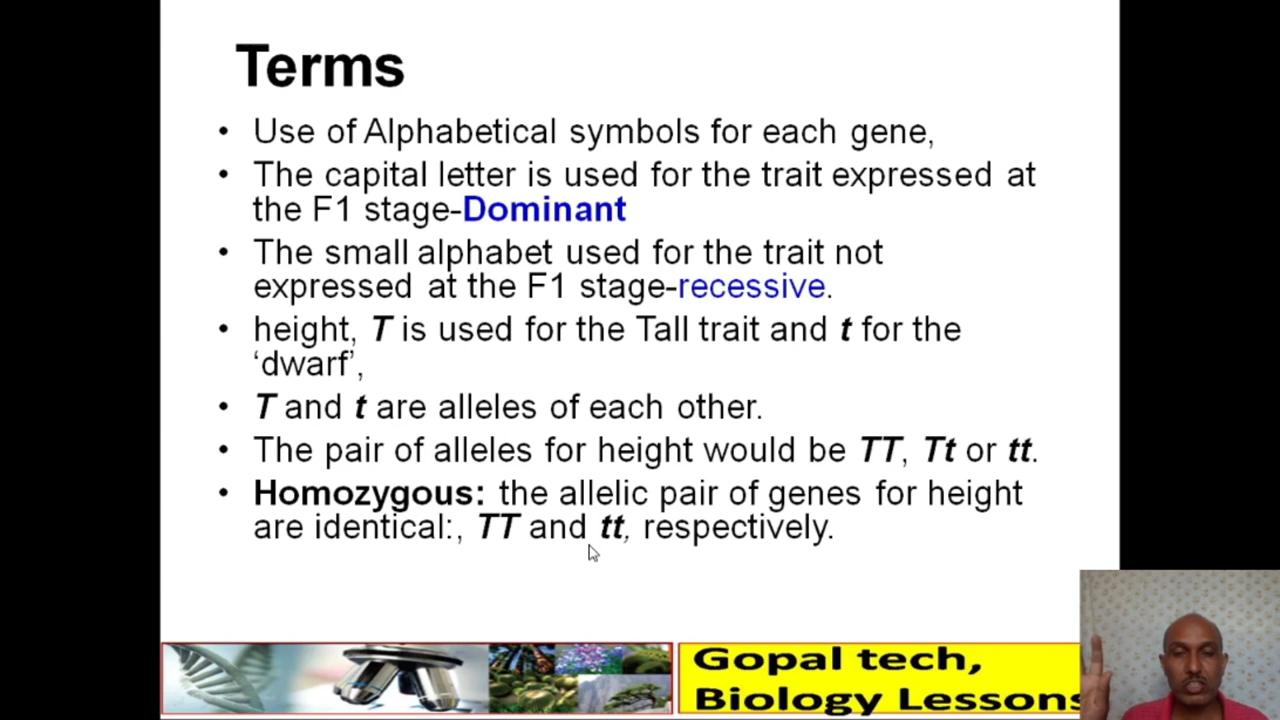 Terms
• Use of Alphabetical symbols for each gene,
• The capital letter is used for the trait expressed at
the F1 stage-Dominant
• The small alphabet used for the trait not
expressed at the F1 stage-recessive.
• height, T is used for the Tall trait and t for the
‘dwarf’,
• T and t are alleles of each other.
• The pair of alleles for height would be TT, Tt or tt.
• Homozygous: the allelic pair of genes for height
are identical:, TT and tt, respectively.
Gopal tech,
Biology Lessons